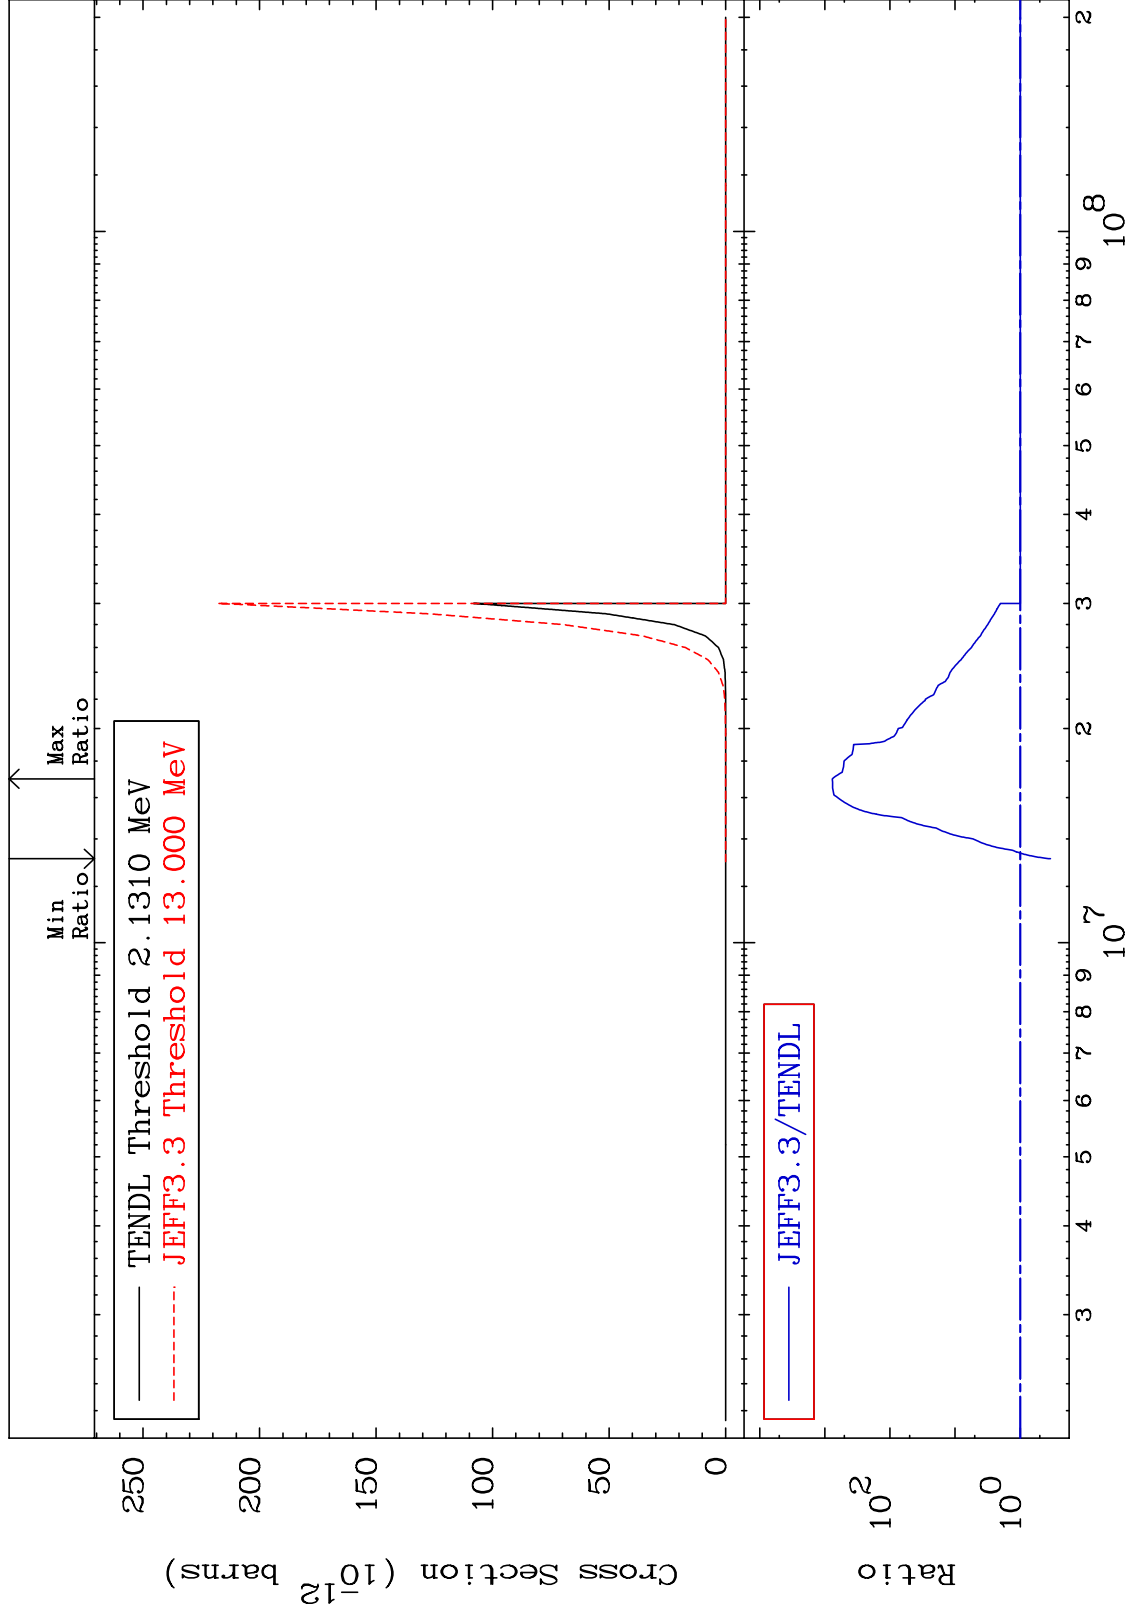 Min
Ratio
Max
Ratio
TENDL Threshold 2.1310 MeV
JEFF3.3 Threshold 13.000 MeV
Cross Section (10^-12 barns)
250
200
150
100
50
0
JEFF3.3/TENDL
Ratio
10^2
10^0
3 4 5 6 7 8 9 10^7 2 3 4 5 6 7 8 9 10^8 2